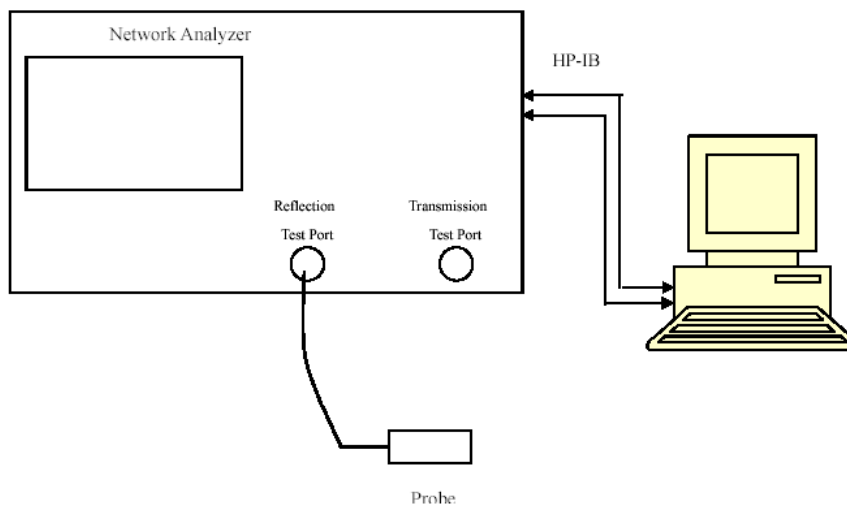 Network Analyzer
HP-IB
Reflection
Test Port
Transmission
Test Port
Probe